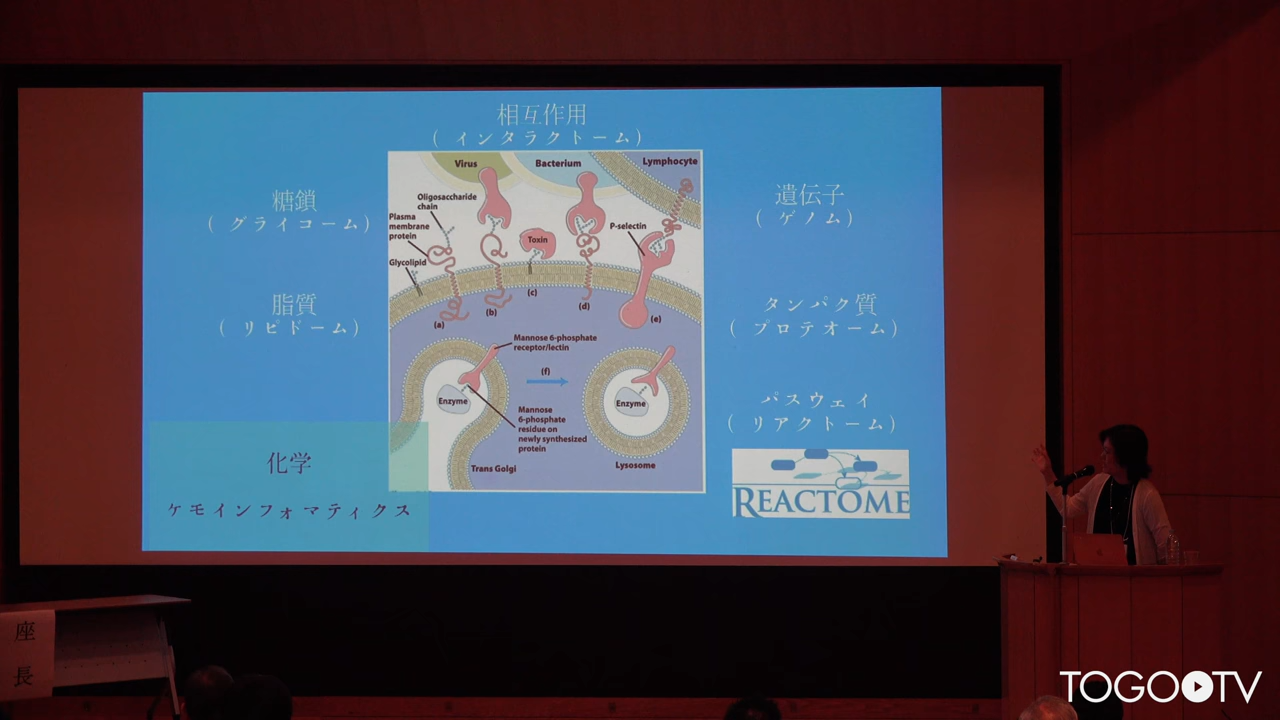 相互作用
( インタラクトーム)
糖鎖
( グライコーム)
脂質
( リピドーム)
化学
ケモインフォマティクス
Virus
Bacterium
Lymphocyte
Oligosaccharide
chain
Plasma
membrane
protein
Glycolipid
Toxin
P-selectin
(a)
(b)
(c)
(d)
(e)
Mannose 6-phosphate
receptor/lectin
(f)
Enzyme
Enzyme
Mannose
6-phosphate
residue on
newly synthesized
protein
Trans Golgi
Lysosome
遺伝子
( ゲノム)
タンパク質
( プロテオーム)
パスウェイ
( リアクトーム)
REACTOME
座
長
TOGO TV